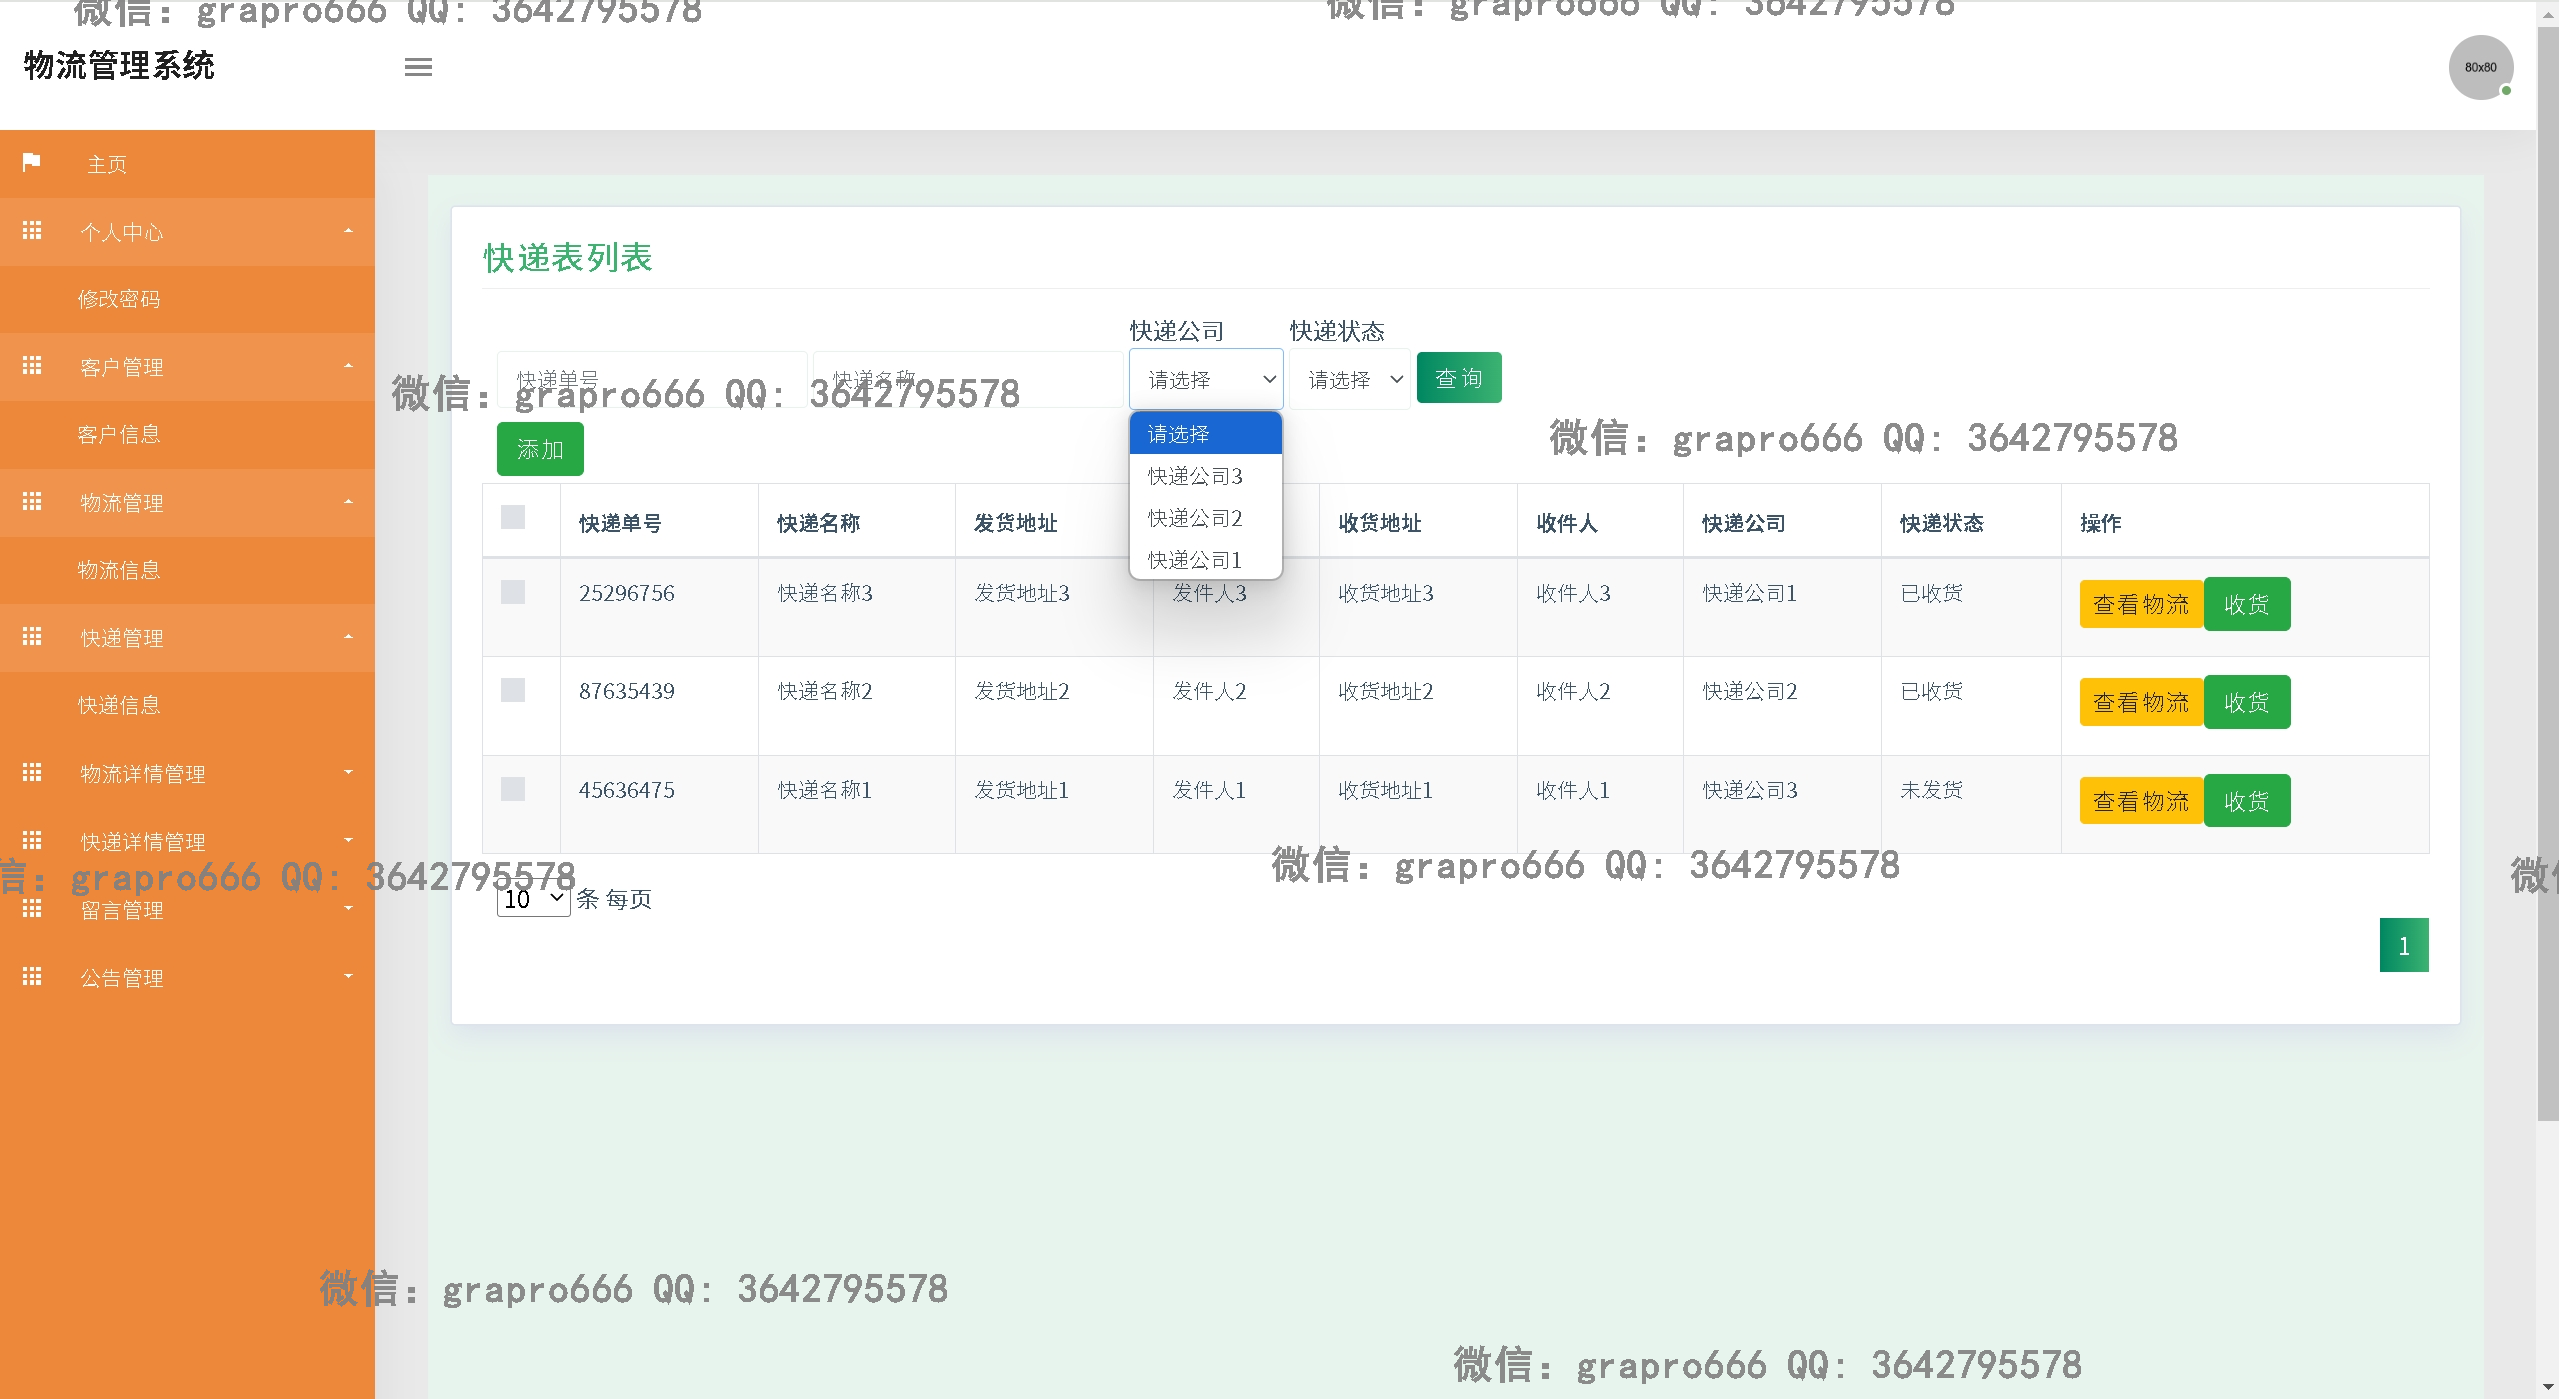 微信: grapro666 QQ: 3642795578
微信: grapro666 QQ: 3642795578
物流管理系统
80x80
主页
个人中心
修改密码
客户管理
客户信息
物流管理
物流信息
快递管理
快递信息
物流详情管理
快递详情管理
留言管理
公告管理
快递表列表
快递公司 快递状态
快递单号 快递名称 请选择 请选择 查询
微信: grapro666 QQ: 3642795578
微信: grapro666 QQ: 3642795578
添加
请选择
快递公司3
快递公司2
快递公司1
快递单号 快递名称 发货地址 收货地址 收件人 快递公司 快递状态 操作
25296756 快递名称3 发货地址3 发件人3 收货地址3 收件人3 快递公司1 已收货 查看物流 收货
87635439 快递名称2 发货地址2 发件人2 收货地址2 收件人2 快递公司2 已收货 查看物流 收货
45636475 快递名称1 发货地址1 发件人1 收货地址1 收件人1 快递公司3 未发货 查看物流 收货
信: grapro666 QQ: 3642795578
微信: grapro666 QQ: 3642795578
微信
10 条 每页
1
微信: grapro666 QQ: 3642795578
微信: grapro666 QQ: 3642795578